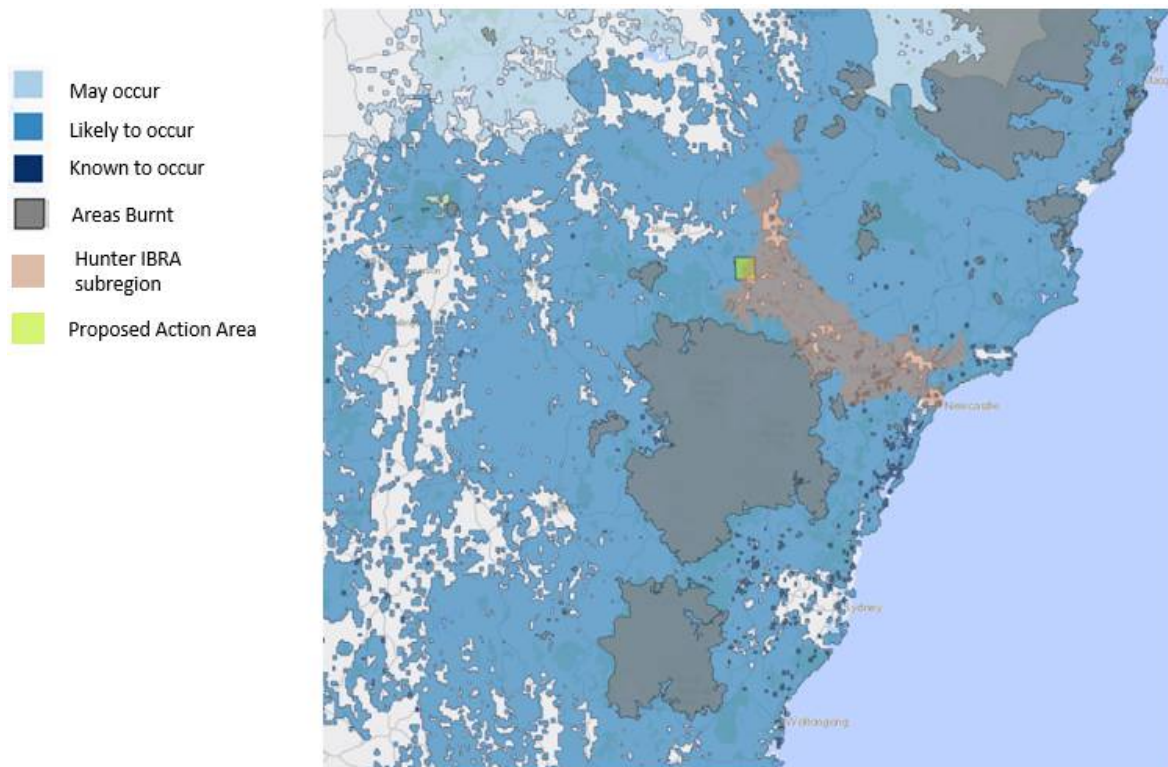 May occur
Likely to occur
Known to occur
Areas Burnt
Hunter IBRA
subregion
Proposed Action Area
Newcastle
Sydney
Wollongong